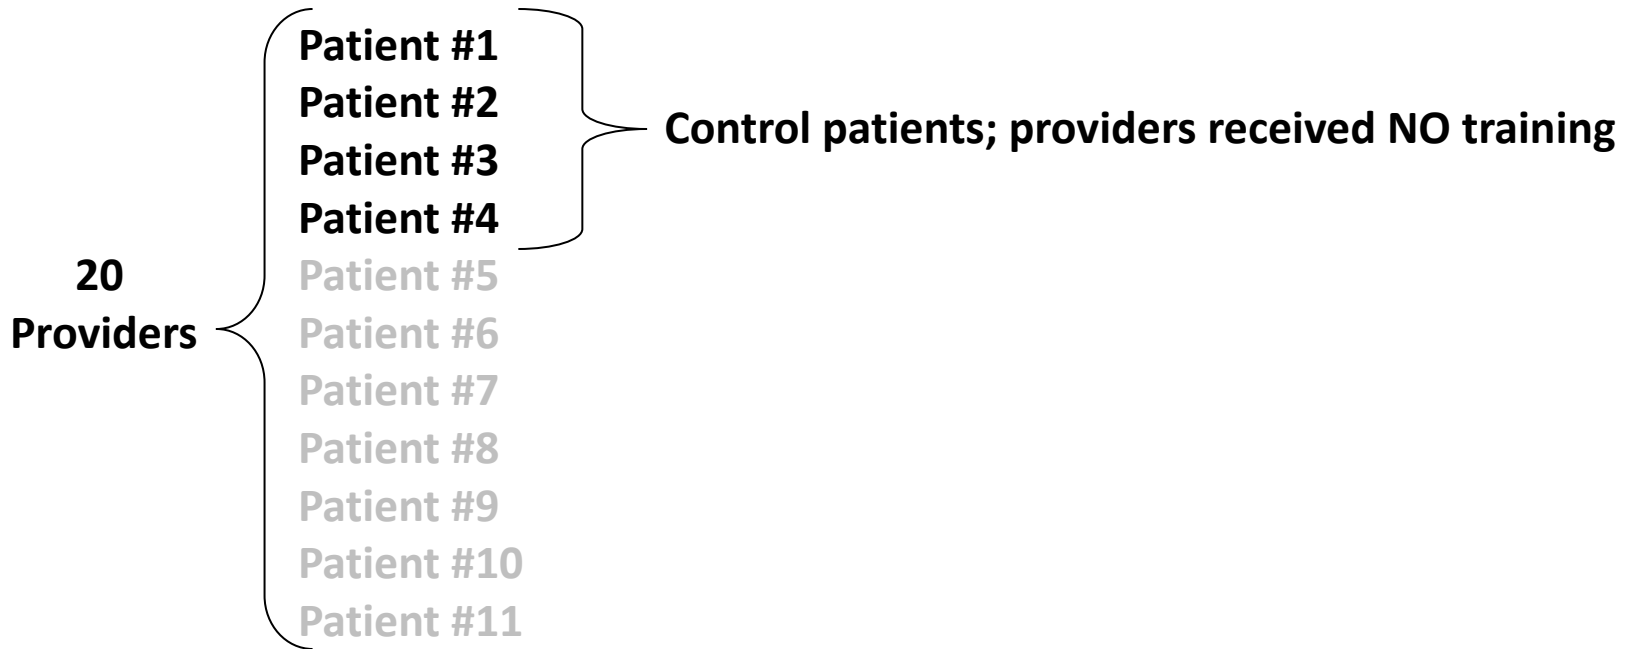 Patient #1
Patient #2
Patient #3
Patient #4
Control patients; providers received NO training
20
Providers
Patient #5
Patient #6
Patient #7
Patient #8
Patient #9
Patient #10
Patient #11